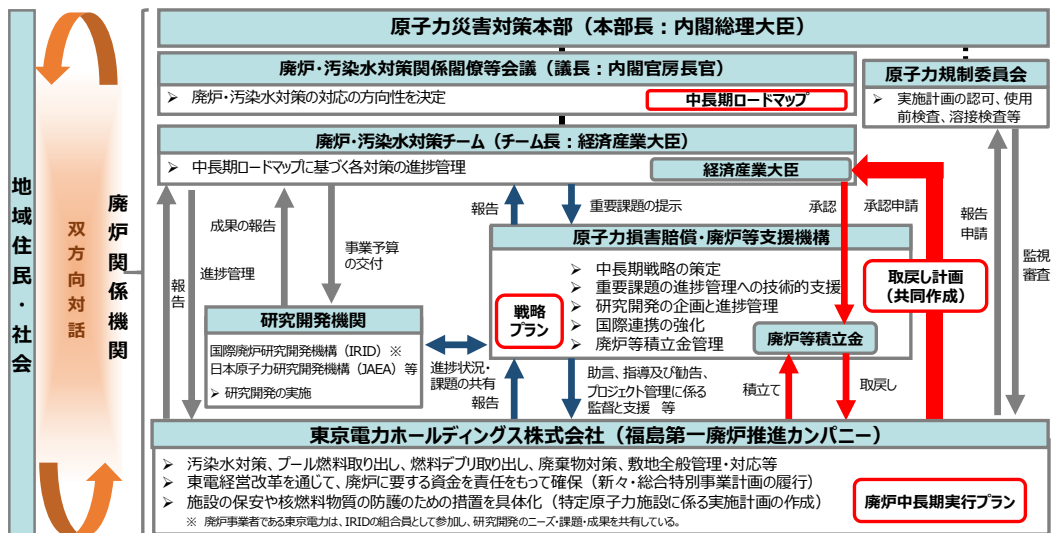 原子力災害対策本部（本部長：内閣総理大臣）
廃炉・汚染水対策関係閣僚等会議（議長：内閣官房長官）
➢ 廃炉・汚染水対策の対応の方向性を決定
中長期ロードマップ
原子力規制委員会
➢ 実施計画の認可、使用
前検査、溶接検査等
廃炉・汚染水対策チーム（チーム長：経済産業大臣）
➢ 中長期ロードマップに基づく各対策の進捗管理
経済産業大臣
地域住民・社会
双方向対話
廃炉関係機関
報告
進捗管理
成果の報告
事業予算
の交付
報告
重要課題の提示
承認
承認申請
報告
申請
監視
審査
原子力損害賠償・廃炉等支援機構
➢ 中長期戦略の策定
➢ 重要課題の進捗管理への技術的支援
➢ 研究開発の企画と進捗管理
➢ 国際連携の強化
➢ 廃炉等積立金管理
戦略
プラン
廃炉等積立金
取戻し計画
（共同作成）
研究開発機関
国際廃炉研究開発機構（IRID）※
日本原子力研究開発機構（JAEA）等
➢ 研究開発の実施
進捗状況・
課題の共有
報告
助言、指導及び勧告、
プロジェクト管理に係る
監督と支援 等
積立て
取戻し
東京電力ホールディングス株式会社（福島第一廃炉推進カンパニー）
➢ 汚染水対策、プール燃料取り出し、燃料デブリ取り出し、廃棄物対策、敷地全般管理・対応等
➢ 東電経営改革を通じて、廃炉に要する資金を責任をもって確保（新々・総合特別事業計画の履行）
➢ 施設の保安や核燃料物質の防護のための措置を具体化（特定原子力施設に係る実施計画の作成）
※ 廃炉事業者である東京電力は、IRIDの組合員として参加し、研究開発のニーズ・課題・成果を共有している。
廃炉中長期実行プラン